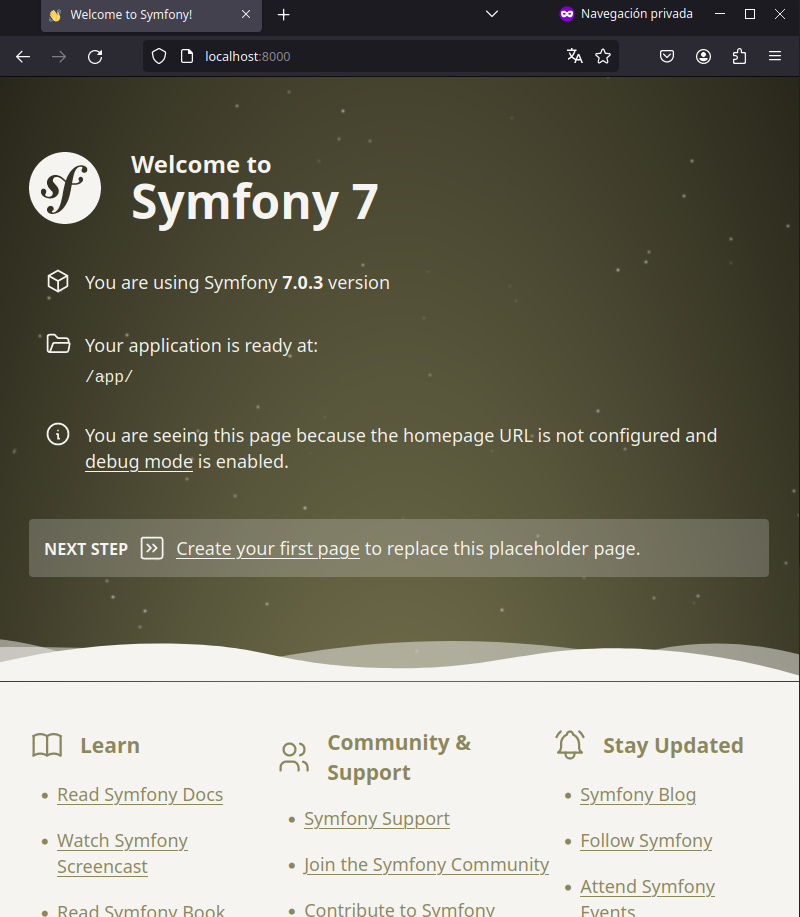 Welcome to Symfony!
Navegación privada
localhost:8000
sf
Welcome to
Symfony 7
You are using Symfony 7.0.3 version
Your application is ready at:
/app/
You are seeing this page because the homepage URL is not configured and
debug mode is enabled.
NEXT STEP Create your first page to replace this placeholder page.
Learn
Read Symfony Docs
Watch Symfony
Screencast
Read Symfony Book
Community &
Support
Symfony Support
Join the Symfony Community
Contribute to Symfony
Stay Updated
Symfony Blog
Follow Symfony
Attend Symfony
Events